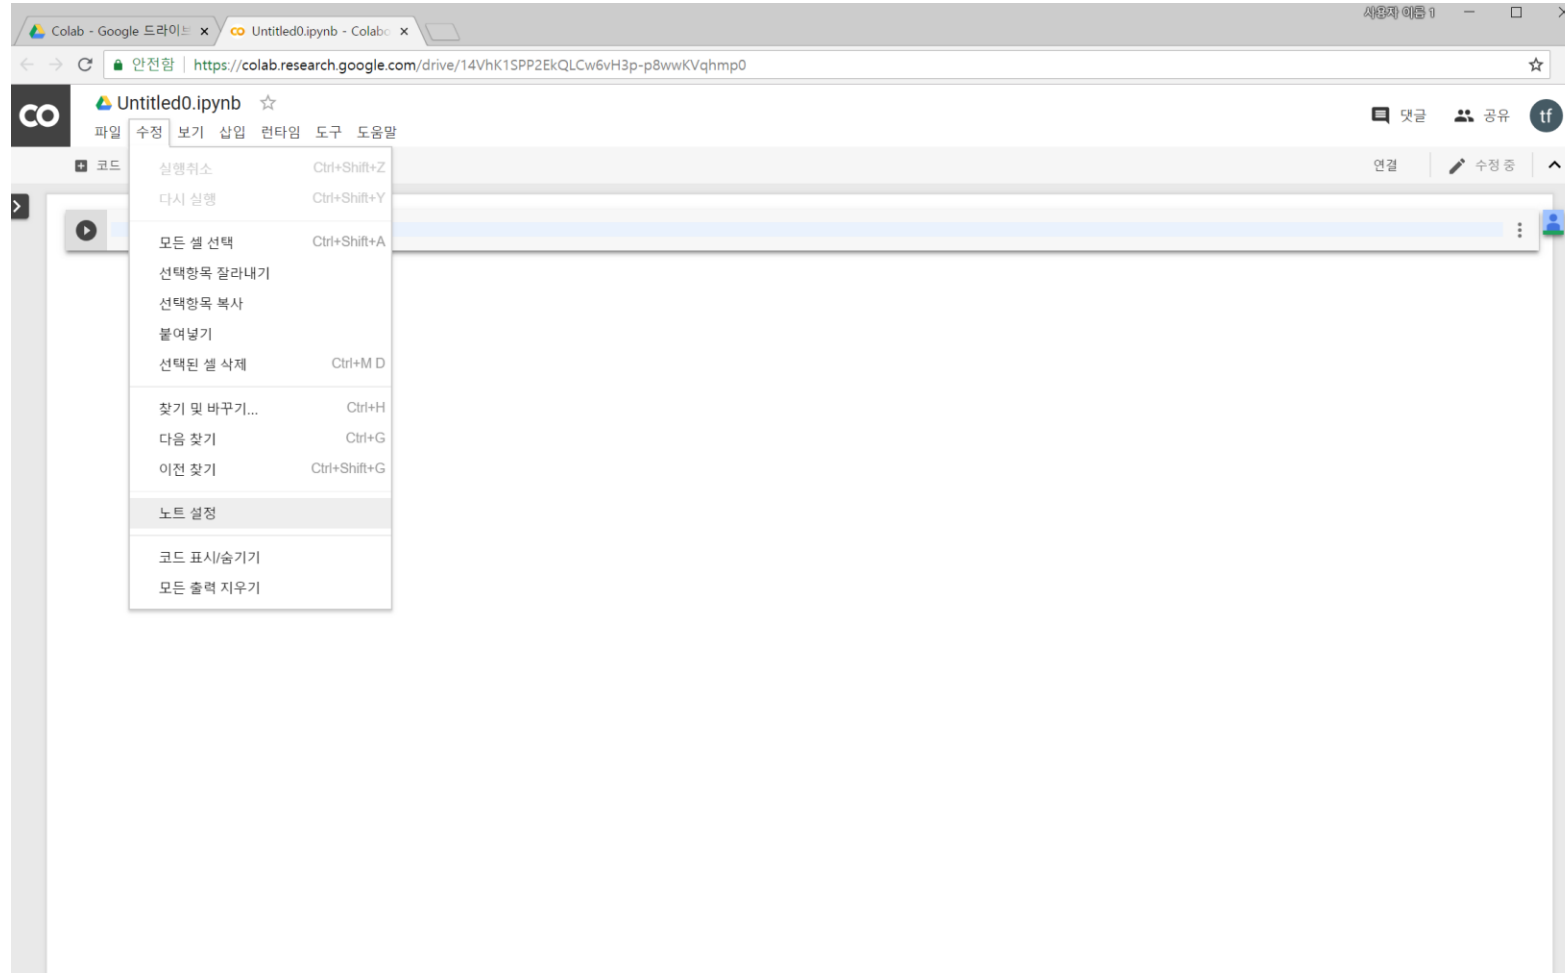 사용자 이름 1
Colab - Google 드라이브
Untitled0.ipynb - Colabo
안전함
https://colab.research.google.com/drive/14VhK1SPP2EkQLCw6vH3p-p8wwKVqhmp0
CO
Untitled0.ipynb
댓글
공유
tf
파일 수정 보기 삽입 런타임 도구 도움말
코드
연결
수정 중
실행취소 Ctrl+Shift+Z
다시 실행 Ctrl+Shift+Y
모든 셀 선택 Ctrl+Shift+A
선택항목 잘라내기
선택항목 복사
붙여넣기
선택된 셀 삭제 Ctrl+M D
찾기 및 바꾸기... Ctrl+H
다음 찾기 Ctrl+G
이전 찾기 Ctrl+Shift+G
노트 설정
코드 표시/숨기기
모든 출력 지우기